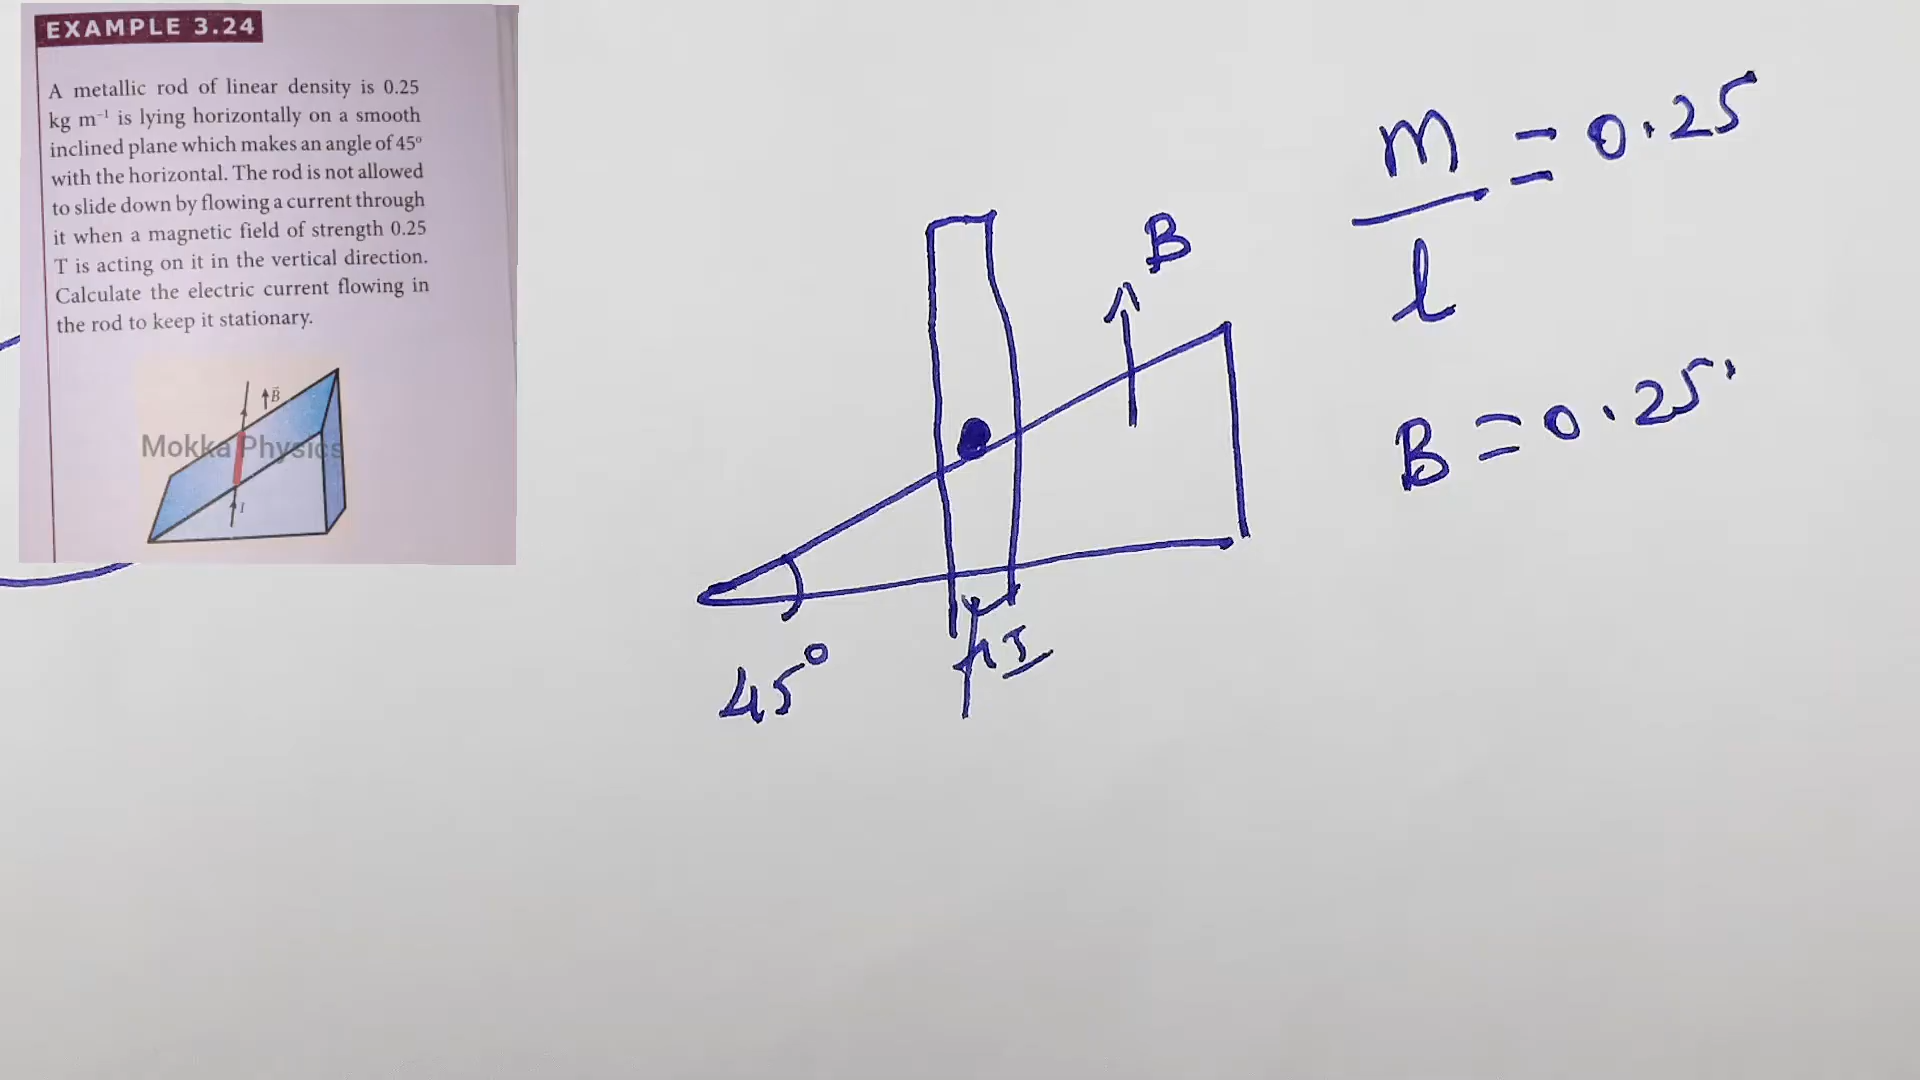 EXAMPLE 3.24
A metallic rod of linear density is 0.25
kg m⁻¹ is lying horizontally on a smooth
inclined plane which makes an angle of 45°
with the horizontal. The rod is not allowed
to slide down by flowing a current through
it when a magnetic field of strength 0.25
T is acting on it in the vertical direction.
Calculate the electric current flowing in
the rod to keep it stationary.
B⃗
Mokka Physics
I
B
45°
I
m/l = 0.25
B = 0.25